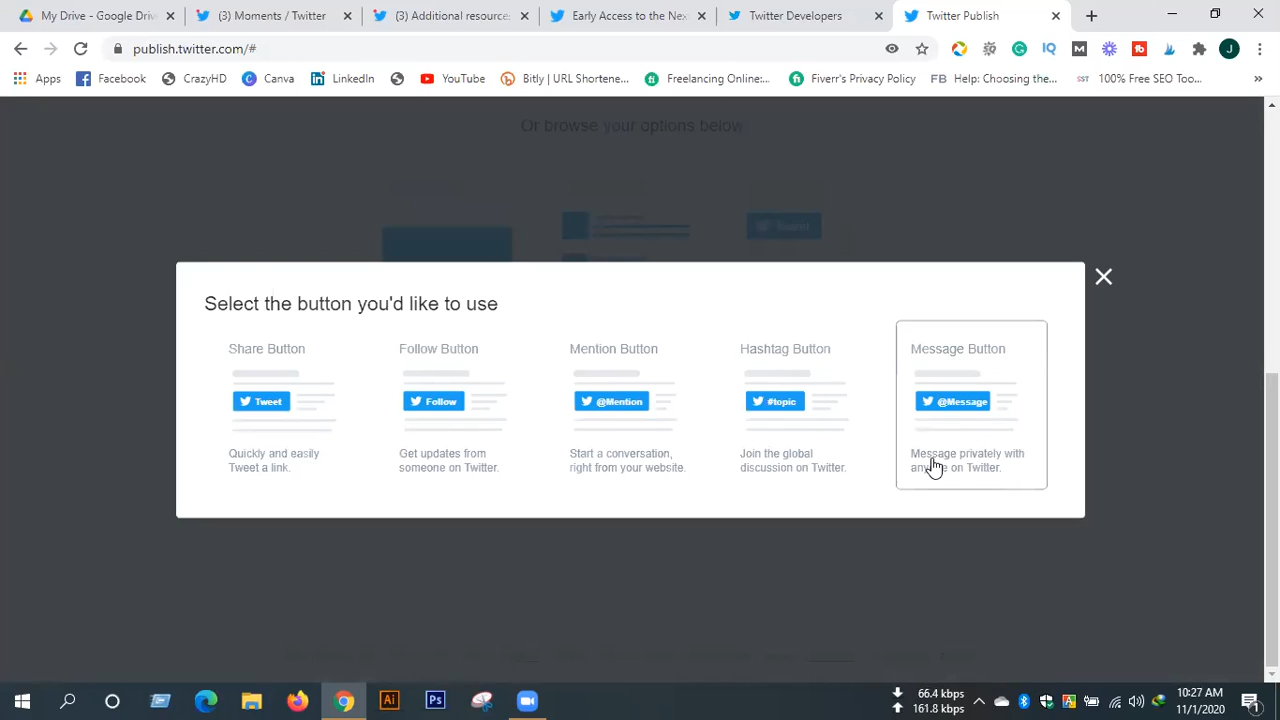 My Drive - Google Driv
(3) Moments / Twitter
(3) Additional resource
Early Access to the Nex
Twitter Developers
Twitter Publish
publish.twitter.com/#
Apps
Facebook
CrazyHD
Canva
LinkedIn
YouTube
Bitly | URL Shortene...
Freelancing Online:...
Fiverr's Privacy Policy
FB Help: Choosing the...
SST 100% Free SEO Too...
»
Or browse your options below
Select the button you'd like to use
Share Button
Tweet
Quickly and easily
Tweet a link.
Follow Button
Follow
Get updates from
someone on Twitter.
Mention Button
@Mention
Start a conversation,
right from your website.
Hashtag Button
#topic
Join the global
discussion on Twitter.
Message Button
@Message
Message privately with
on Twitter.
66.4 kbps
161.8 kbps
10:27 AM
11/1/2020